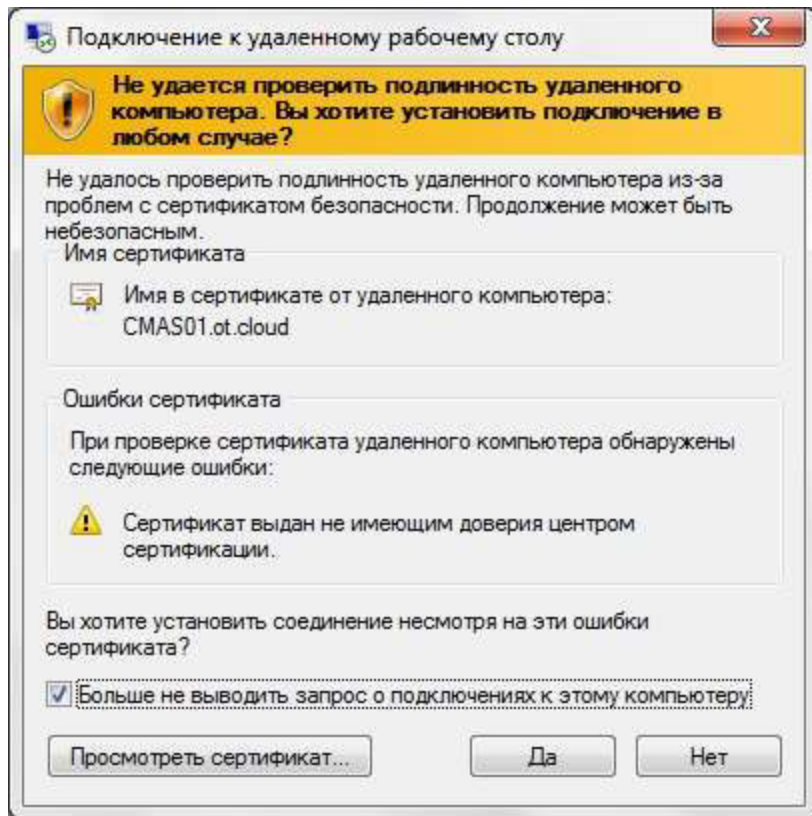 Подключение к удаленному рабочему столу
Не удается проверить подлинность удаленного
компьютера. Вы хотите установить подключение в
любом случае?
Не удалось проверить подлинность удаленного компьютера из-за
проблем с сертификатом безопасности. Продолжение может быть
небезопасным.
Имя сертификата
Имя в сертификате от удаленного компьютера:
CMAS01.ot.cloud
Ошибки сертификата
При проверке сертификата удаленного компьютера обнаружены
следующие ошибки:
Сертификат выдан не имеющим доверия центром
сертификации.
Вы хотите установить соединение несмотря на эти ошибки
сертификата?
Больше не выводить запрос о подключениях к этому компьютеру
Просмотреть сертификат... Да Нет